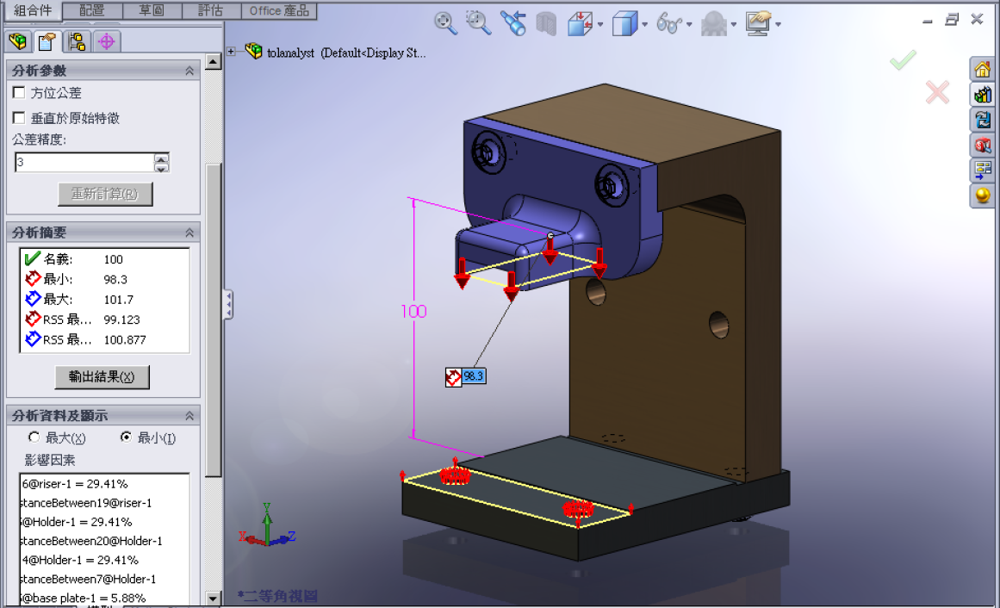 組合件 配置 草圖 評估 Office 產品
tolanalyst (Default<Display St...
分析參數
方位公差
垂直於原始特徵
公差精度:
3
重新計算(R)
分析摘要
名義: 100
最小: 98.3
最大: 101.7
RSS 最... 99.123
RSS 最... 100.877
輸出結果(X)
分析資料及顯示
最大(X) 最小(I)
影響因素
6@riser-1 = 29.41%
stanceBetween19@riser-1
@Holder-1 = 29.41%
stanceBetween20@Holder-1
4@Holder-1 = 29.41%
stanceBetween7@Holder-1
@base plate-1 = 5.88%
100
98.3
Y
X
Z
*二等角視圖